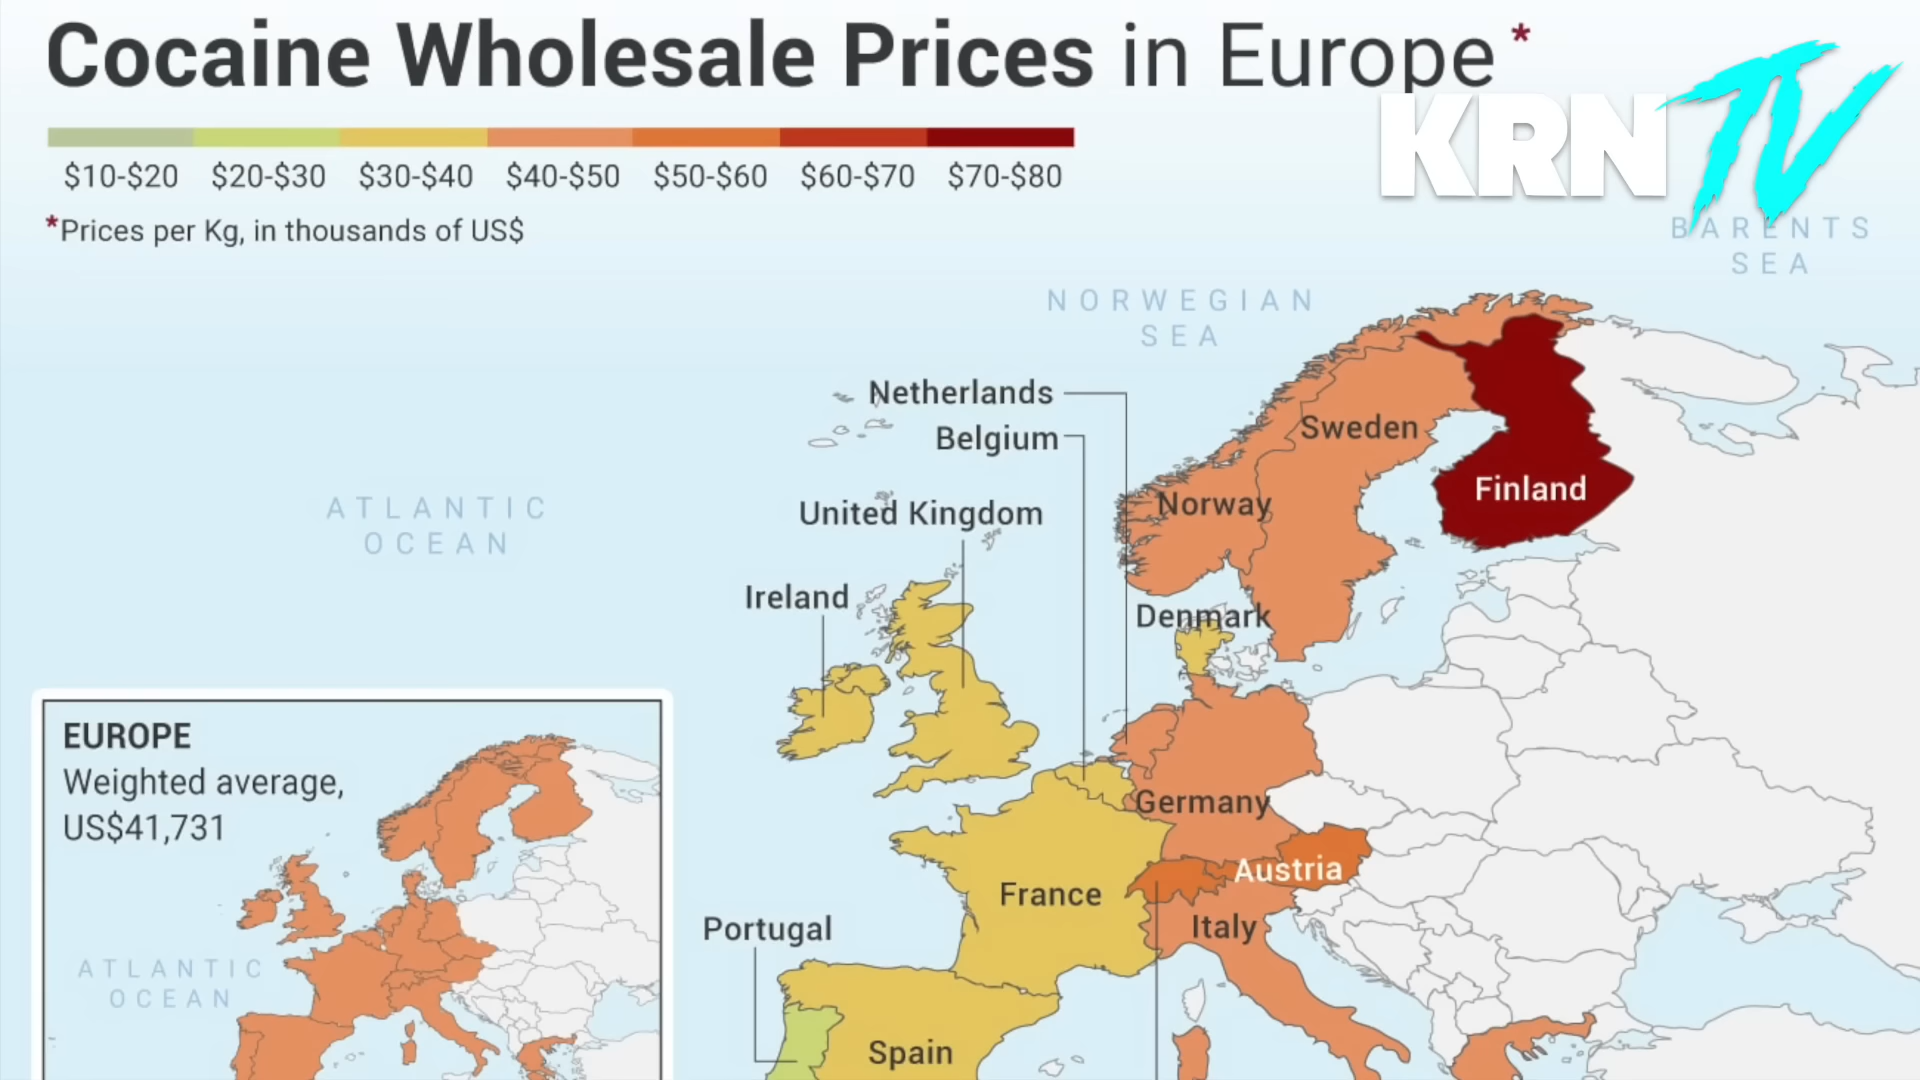 Cocaine Wholesale Prices in Europe*
KRN TV
$10-$20 $20-$30 $30-$40 $40-$50 $50-$60 $60-$70 $70-$80
*Prices per Kg, in thousands of US$
BARENTS
SEA
NORWEGIAN
SEA
Netherlands
Belgium
Sweden
Finland
ATLANTIC
OCEAN
United Kingdom
Norway
Ireland
Denmark
EUROPE
Weighted average,
US$41,731
Germany
Austria
France
Italy
Portugal
ATLANTIC
OCEAN
Spain